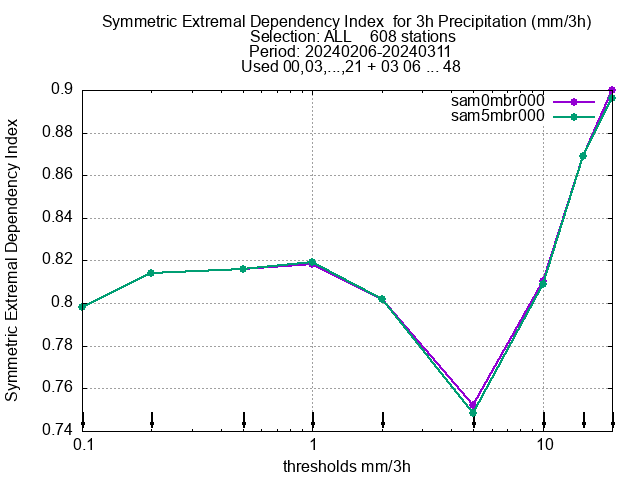 Symmetric Extremal Dependency Index  for 3h Precipitation (mm/3h)
Selection: ALL    608 stations
Period: 20240206-20240311
Used 00,03,...,21 + 03 06 ... 48
sam0mbr000
sam5mbr000
Symmetric Extremal Dependency Index
0.9
0.88
0.86
0.84
0.82
0.8
0.78
0.76
0.74
0.1 1 10
thresholds mm/3h